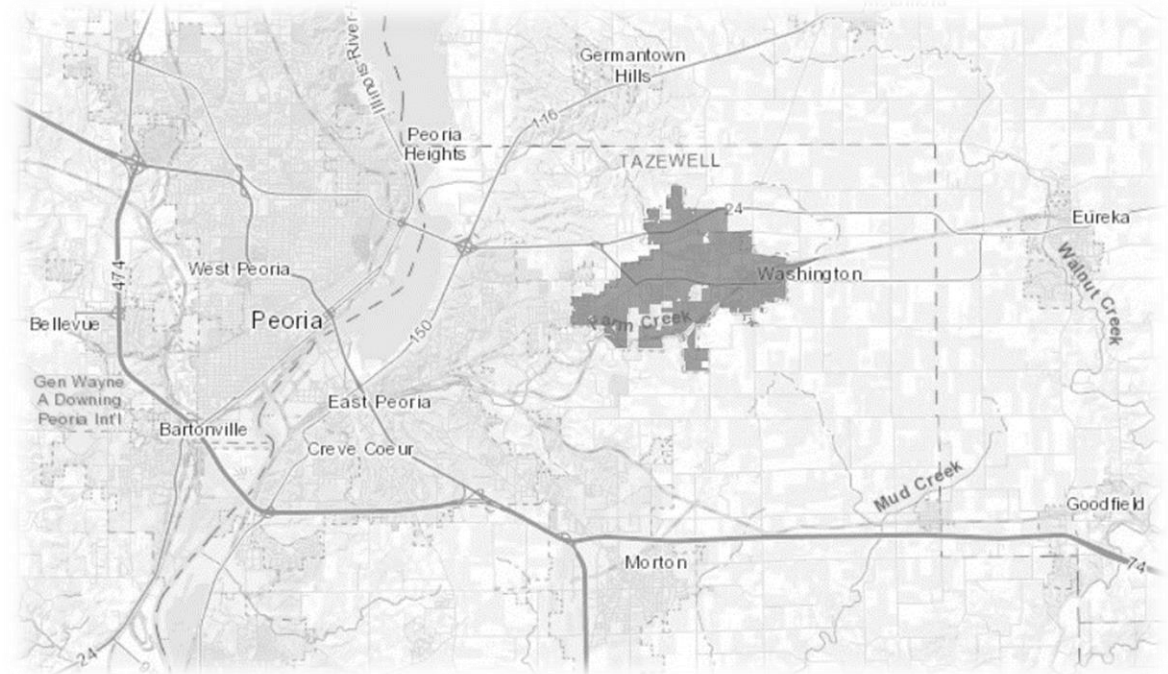 Germantown
Hills
Illinois River
116
Peoria
Heights
TAZEWELL
24
Eureka
474
West Peoria
Washington
Walnut Creek
Bellevue
Peoria
Farm Creek
150
Gen Wayne
A Downing
Peoria Int'l
East Peoria
Bartonville
Creve Coeur
Mud Creek
Goodfield
Morton
74
24